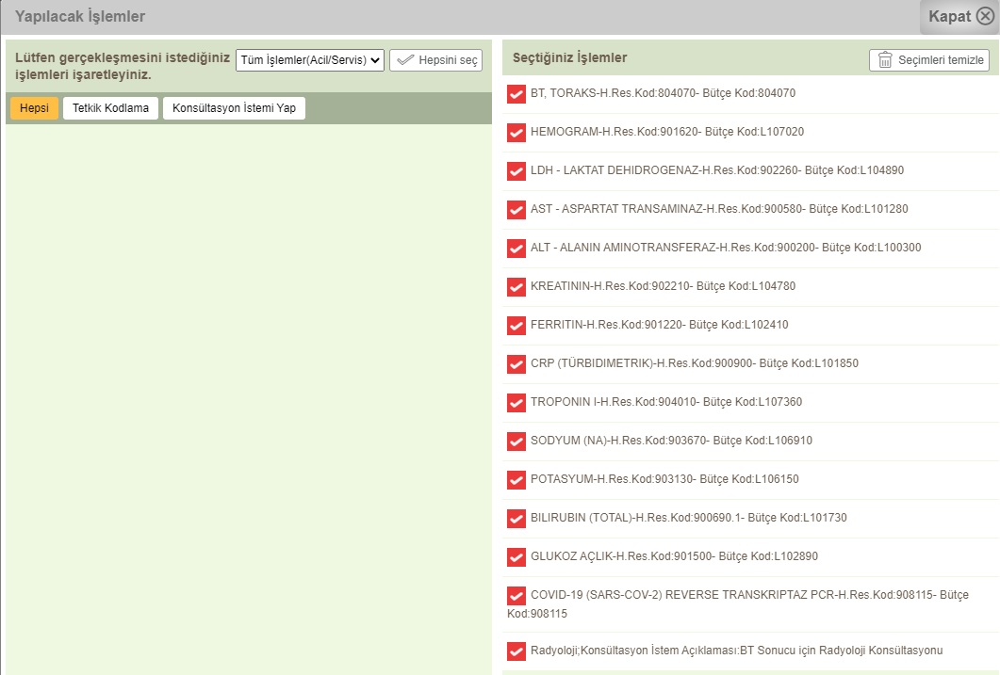 Yapılacak İşlemler
Kapat
Lütfen gerçekleşmesini istediğiniz
işlemleri işaretleyiniz.
Tüm İşlemler(Acil/Servis)
Hepsini seç
Hepsi
Tetkik Kodlama
Konsültasyon İstemi Yap
Seçtiğiniz İşlemler
Seçimleri temizle
BT, TORAKS-H.Res.Kod:804070- Bütçe Kod:804070
HEMOGRAM-H.Res.Kod:901620- Bütçe Kod:L107020
LDH - LAKTAT DEHIDROGENAZ-H.Res.Kod:902260- Bütçe Kod:L104890
AST - ASPARTAT TRANSAMINAZ-H.Res.Kod:900580- Bütçe Kod:L101280
ALT - ALANIN AMINOTRANSFERAZ-H.Res.Kod:900200- Bütçe Kod:L100300
KREATININ-H.Res.Kod:902210- Bütçe Kod:L104780
FERRITIN-H.Res.Kod:901220- Bütçe Kod:L102410
CRP (TÜRBIDIMETRIK)-H.Res.Kod:900900- Bütçe Kod:L101850
TROPONIN I-H.Res.Kod:904010- Bütçe Kod:L107360
SODYUM (NA)-H.Res.Kod:903670- Bütçe Kod:L106910
POTASYUM-H.Res.Kod:903130- Bütçe Kod:L106150
BILIRUBIN (TOTAL)-H.Res.Kod:900690.1- Bütçe Kod:L101730
GLUKOZ AÇLIK-H.Res.Kod:901500- Bütçe Kod:L102890
COVID-19 (SARS-COV-2) REVERSE TRANSKRIPTAZ PCR-H.Res.Kod:908115- Bütçe
Kod:908115
Radyoloji;Konsültasyon İstem Açıklaması:BT Sonucu için Radyoloji Konsültasyonu